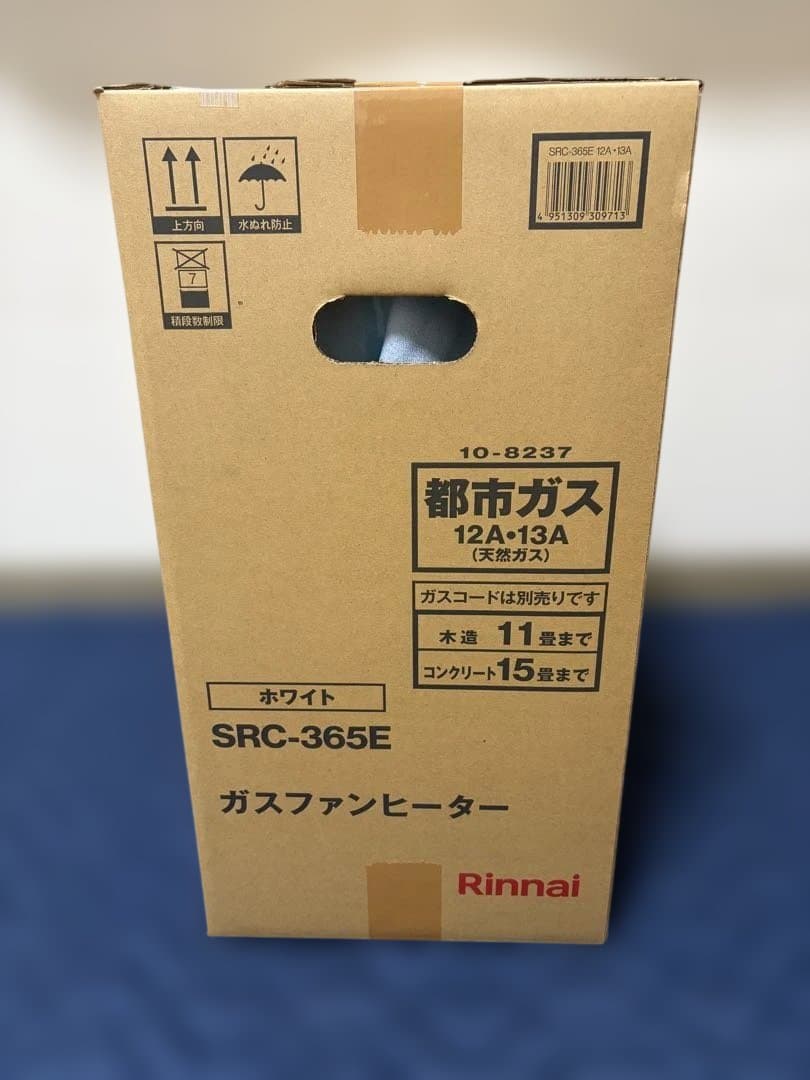 上方向
水ぬれ防止
7
積段数制限
SRC-365E 12A・13A
4 951309 309713
10-8237
都市ガス
12A・13A
(天然ガス)
ガスコードは別売りです
木造 11畳まで
コンクリート15畳まで
ホワイト
SRC-365E
ガスファンヒーター
Rinnai